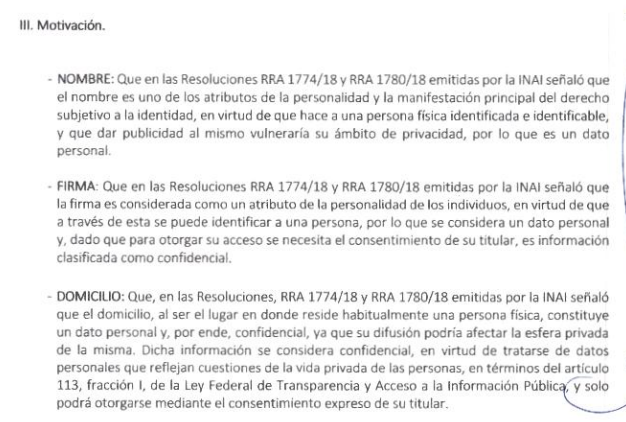 III. Motivación.
- NOMBRE: Que en las Resoluciones RRA 1774/18 y RRA 1780/18 emitidas por la INAI señaló que
el nombre es uno de los atributos de la personalidad y la manifestación principal del derecho
subjetivo a la identidad, en virtud de que hace a una persona física identificada e identificable,
y que dar publicidad al mismo vulneraría su ámbito de privacidad, por lo que es un dato
personal.
- FIRMA: Que en las Resoluciones RRA 1774/18 y RRA 1780/18 emitidas por la INAI señaló que
la firma es considerada como un atributo de la personalidad de los individuos, en virtud de que
a través de esta se puede identificar a una persona, por lo que se considera un dato personal
y, dado que para otorgar su acceso se necesita el consentimiento de su titular, es información
clasificada como confidencial.
- DOMICILIO: Que, en las Resoluciones, RRA 1774/18 y RRA 1780/18 emitidas por la INAI señaló
que el domicilio, al ser el lugar en donde reside habitualmente una persona física, constituye
un dato personal y, por ende, confidencial, ya que su difusión podría afectar la esfera privada
de la misma. Dicha información se considera confidencial, en virtud de tratarse de datos
personales que reflejan cuestiones de la vida privada de las personas, en términos del artículo
113, fracción I, de la Ley Federal de Transparencia y Acceso a la Información Pública, y solo
podrá otorgarse mediante el consentimiento expreso de su titular.